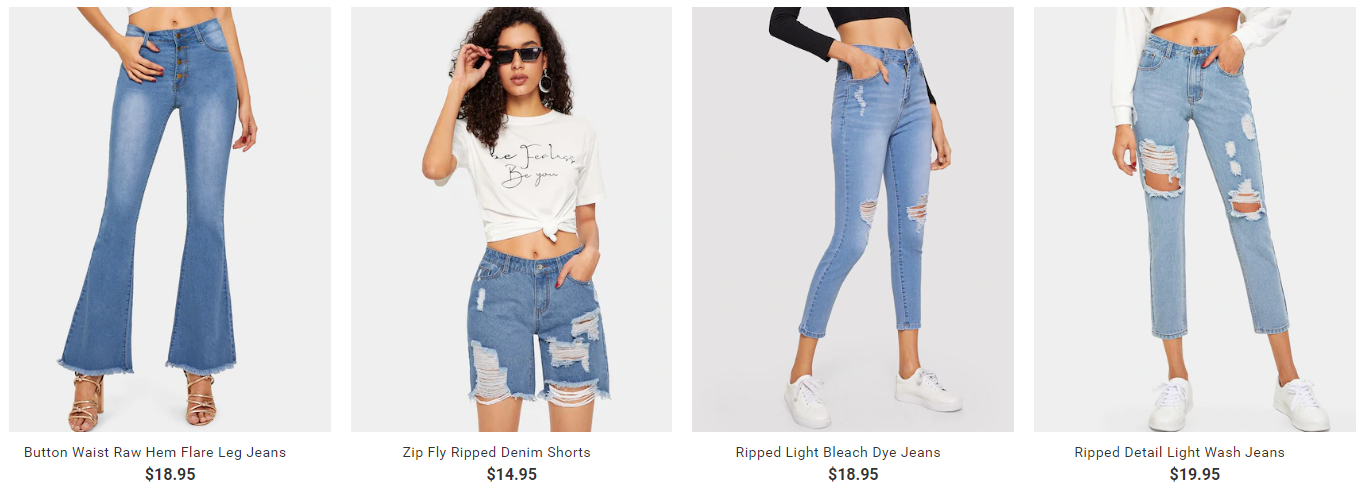 be Fearless
Be you
Button Waist Raw Hem Flare Leg Jeans
$18.95
Zip Fly Ripped Denim Shorts
$14.95
Ripped Light Bleach Dye Jeans
$18.95
Ripped Detail Light Wash Jeans
$19.95